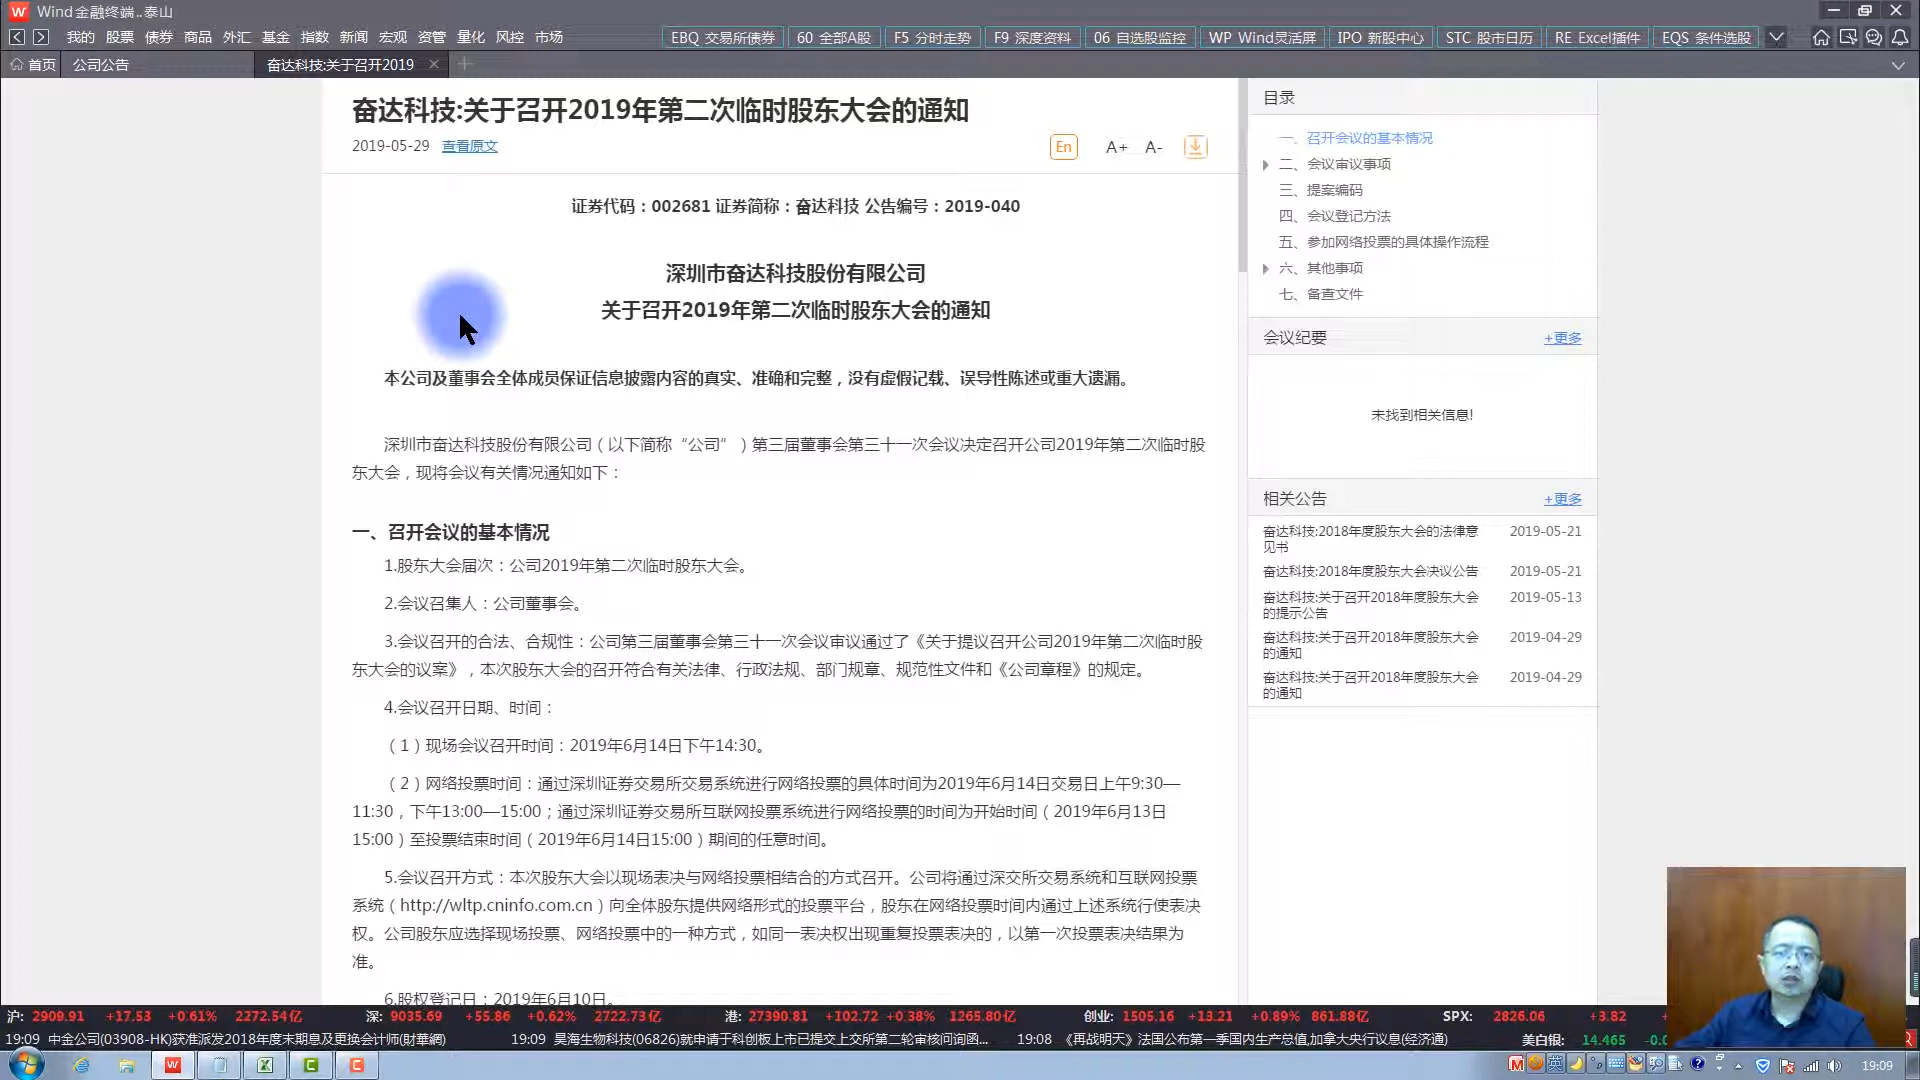 Wind金融终端..泰山
我的 股票 债券 商品 外汇 基金 指数 新闻 宏观 资管 量化 风控 市场
EBQ 交易所债券 60 全部A股 F5 分时走势 F9 深度资料 06 自选股监控 WP Wind灵活屏 IPO 新股中心 STC 股市日历 RE Excel插件 EQS 条件选股
首页 公司公告 奋达科技:关于召开2019
奋达科技:关于召开2019年第二次临时股东大会的通知
2019-05-29 查看原文
En A+ A-
证券代码：002681 证券简称：奋达科技 公告编号：2019-040
深圳市奋达科技股份有限公司
关于召开2019年第二次临时股东大会的通知
本公司及董事会全体成员保证信息披露内容的真实、准确和完整，没有虚假记载、误导性陈述或重大遗漏。
深圳市奋达科技股份有限公司（以下简称“公司”）第三届董事会第三十一次会议决定召开公司2019年第二次临时股
东大会，现将会议有关情况通知如下：
一、召开会议的基本情况
1.股东大会届次：公司2019年第二次临时股东大会。
2.会议召集人：公司董事会。
3.会议召开的合法、合规性：公司第三届董事会第三十一次会议审议通过了《关于提议召开公司2019年第二次临时股
东大会的议案》，本次股东大会的召开符合有关法律、行政法规、部门规章、规范性文件和《公司章程》的规定。
4.会议召开日期、时间：
（1）现场会议召开时间：2019年6月14日下午14:30。
（2）网络投票时间：通过深圳证券交易所交易系统进行网络投票的具体时间为2019年6月14日交易日上午9:30—
11:30，下午13:00—15:00；通过深圳证券交易所互联网投票系统进行网络投票的时间为开始时间（2019年6月13日
15:00）至投票结束时间（2019年6月14日15:00）期间的任意时间。
5.会议召开方式：本次股东大会以现场表决与网络投票相结合的方式召开。公司将通过深交所交易系统和互联网投票
系统（http://wltp.cninfo.com.cn）向全体股东提供网络形式的投票平台，股东在网络投票时间内通过上述系统行使表决
权。公司股东应选择现场投票、网络投票中的一种方式，如同一表决权出现重复投票表决的，以第一次投票表决结果为
准。
6.股权登记日：2019年6月10日。
目录
一、召开会议的基本情况
二、会议审议事项
三、提案编码
四、会议登记方法
五、参加网络投票的具体操作流程
六、其他事项
七、备查文件
会议纪要 +更多
未找到相关信息!
相关公告 +更多
奋达科技:2018年度股东大会的法律意 2019-05-21
见书
奋达科技:2018年度股东大会决议公告 2019-05-21
奋达科技:关于召开2018年度股东大会 2019-05-13
的提示公告
奋达科技:关于召开2018年度股东大会 2019-04-29
的通知
奋达科技:关于召开2018年度股东大会 2019-04-29
的通知
沪: 2909.91 +17.53 +0.61% 2272.54亿 深: 9035.69 +55.86 +0.62% 2722.73亿 港: 27390.81 +102.72 +0.38% 1265.80亿 创业: 1505.16 +13.21 +0.89% 861.88亿 SPX: 2826.06 +3.82
19:09 中金公司(03908-HK)获准派发2018年度末期息及更换会计师(财華網) 19:09 昊海生物科技(06826)就申请于科创板上市已提交上交所第二轮审核问询函... 19:08 《再战明天》法国公布第一季国内生产总值,加拿大央行议息(经济通) 美白银: 14.465 -0.0
英
19:09